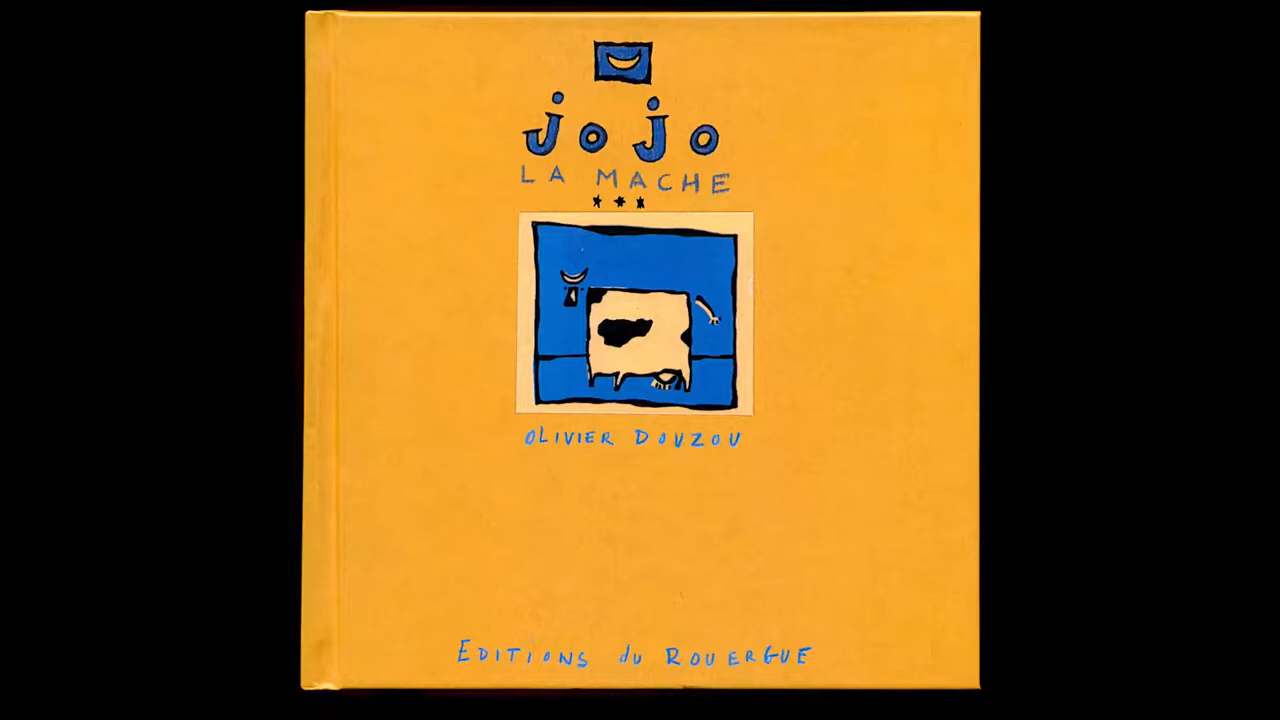 jojo
LA MACHE
***
OLIVIER DOUZOU
EDITIONS du ROUERGUE